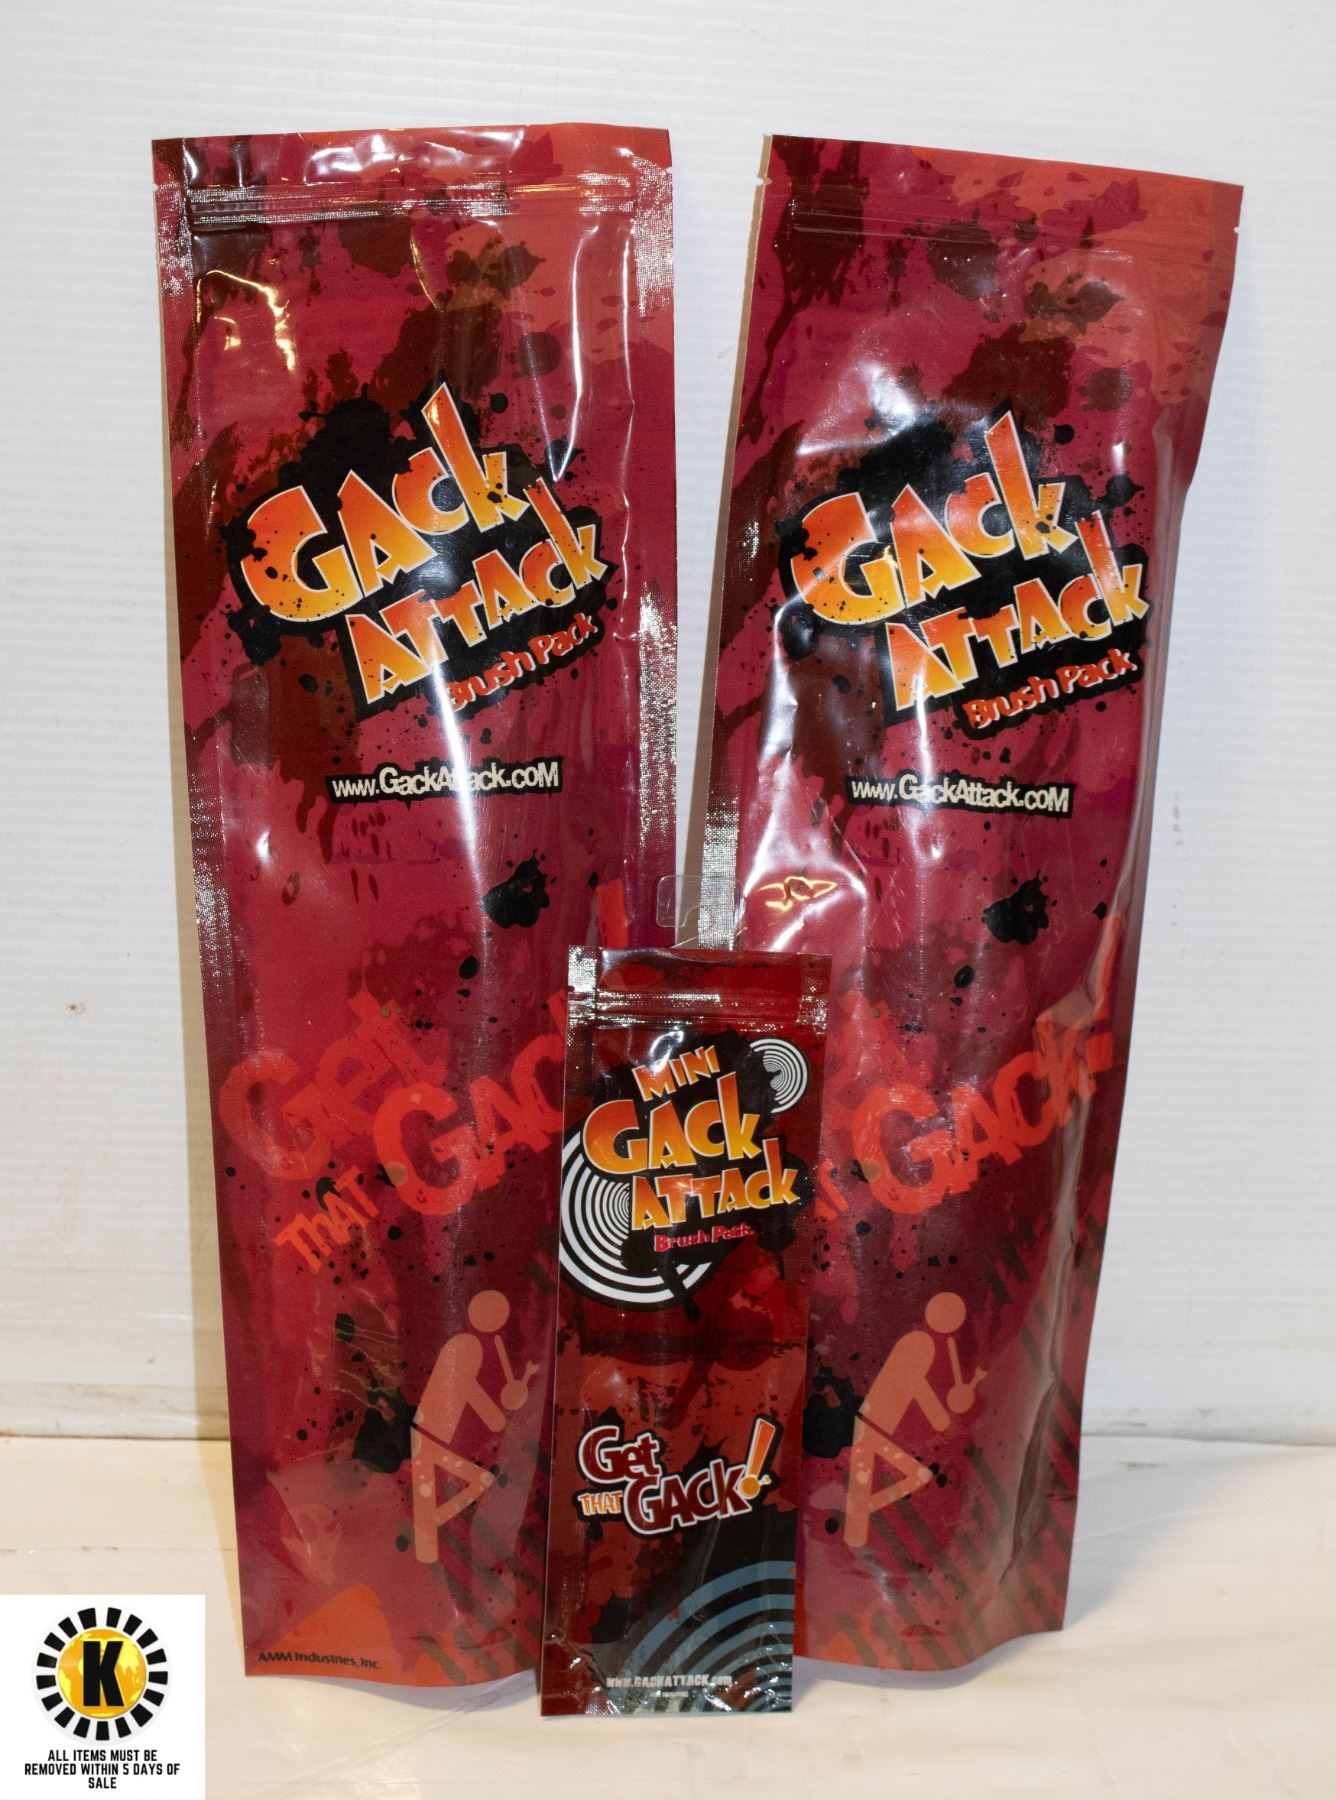 GACK
ATTACK
Brush Pack
www.GackAttack.coM
Get
THAT GACK
AMM Industries, Inc.
GACK
ATTACK
Brush Pack
www.GackAttack.coM
GACK!
MINI
GACK
ATTACK
Brush Pack
Get
THAT GACK!
www.GACKATTACK.com
K
ALL ITEMS MUST BE
REMOVED WITHIN 5 DAYS OF
SALE